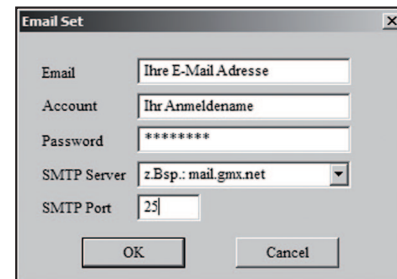 Email Set
Email Ihre E-Mail Adresse
Account Ihr Anmeldename
Password ********
SMTP Server z.Bsp.: mail.gmx.net
SMTP Port 25
OK Cancel